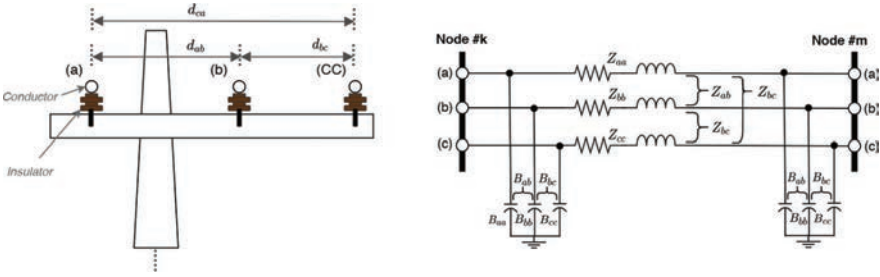 d_ca
d_ab
d_bc
(a)
(b)
(CC)
Conductor
Insulator
Node #k
Node #m
(a)
Z_aa
(a)
(b)
Z_bb
Z_ab
Z_bc
(b)
(c)
Z_cc
Z_bc
(c)
B_ab
B_bc
B_aa
B_bb
B_cc
B_ab
B_bc
B_bb
B_cc